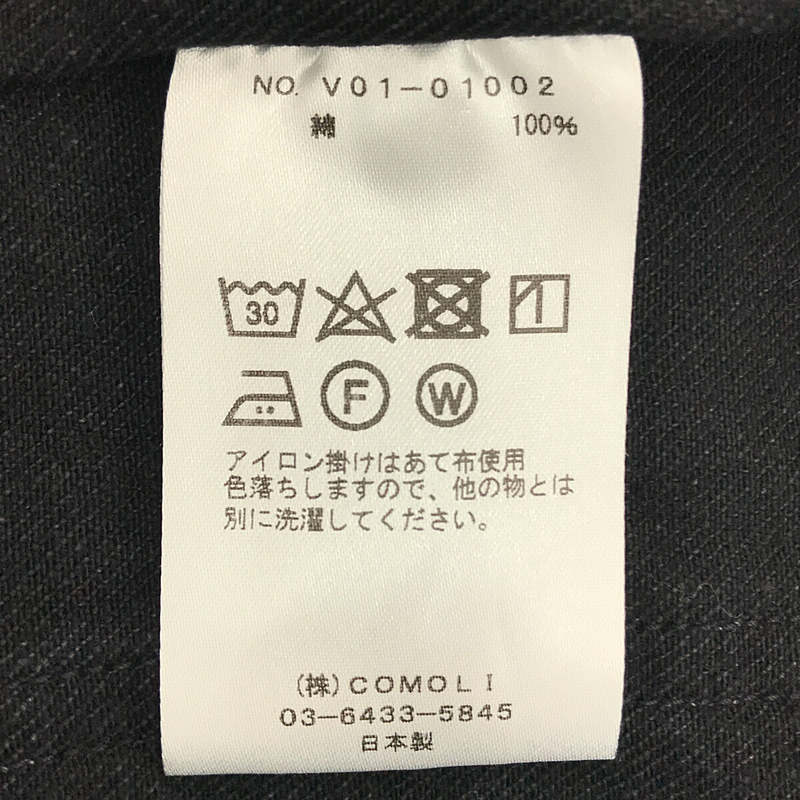 NO. V01-01002
綿 100%
30
F W
アイロン掛けはあて布使用
色落ちしますので、他の物とは
別に洗濯してください。
(株)COMOLI
03-6433-5845
日本製